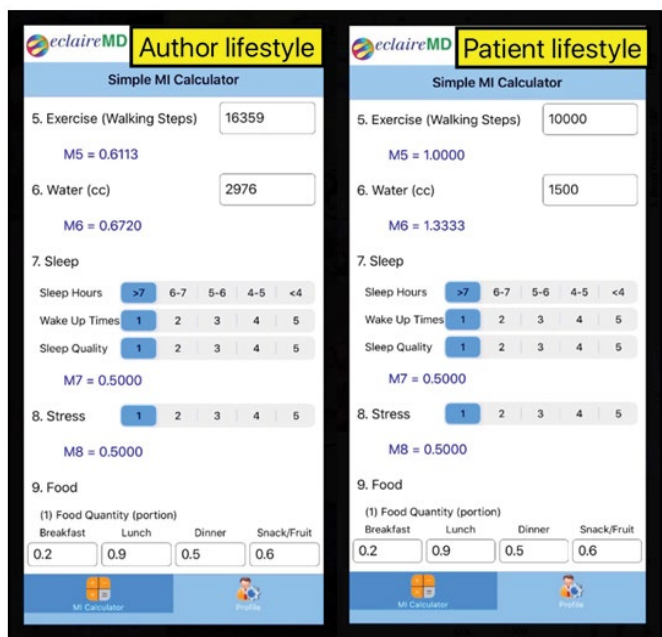 eclaireMD
Author lifestyle
Simple MI Calculator
5. Exercise (Walking Steps) 16359
M5 = 0.6113
6. Water (cc) 2976
M6 = 0.6720
7. Sleep
Sleep Hours >7 6-7 5-6 4-5 <4
Wake Up Times 1 2 3 4 5
Sleep Quality 1 2 3 4 5
M7 = 0.5000
8. Stress 1 2 3 4 5
M8 = 0.5000
9. Food
(1) Food Quantity (portion)
Breakfast Lunch Dinner Snack/Fruit
0.2 0.9 0.5 0.6
MI Calculator Profile
eclaireMD
Patient lifestyle
Simple MI Calculator
5. Exercise (Walking Steps) 10000
M5 = 1.0000
6. Water (cc) 1500
M6 = 1.3333
7. Sleep
Sleep Hours >7 6-7 5-6 4-5 <4
Wake Up Times 1 2 3 4 5
Sleep Quality 1 2 3 4 5
M7 = 0.5000
8. Stress 1 2 3 4 5
M8 = 0.5000
9. Food
(1) Food Quantity (portion)
Breakfast Lunch Dinner Snack/Fruit
0.2 0.9 0.5 0.6
MI Calculator Profile